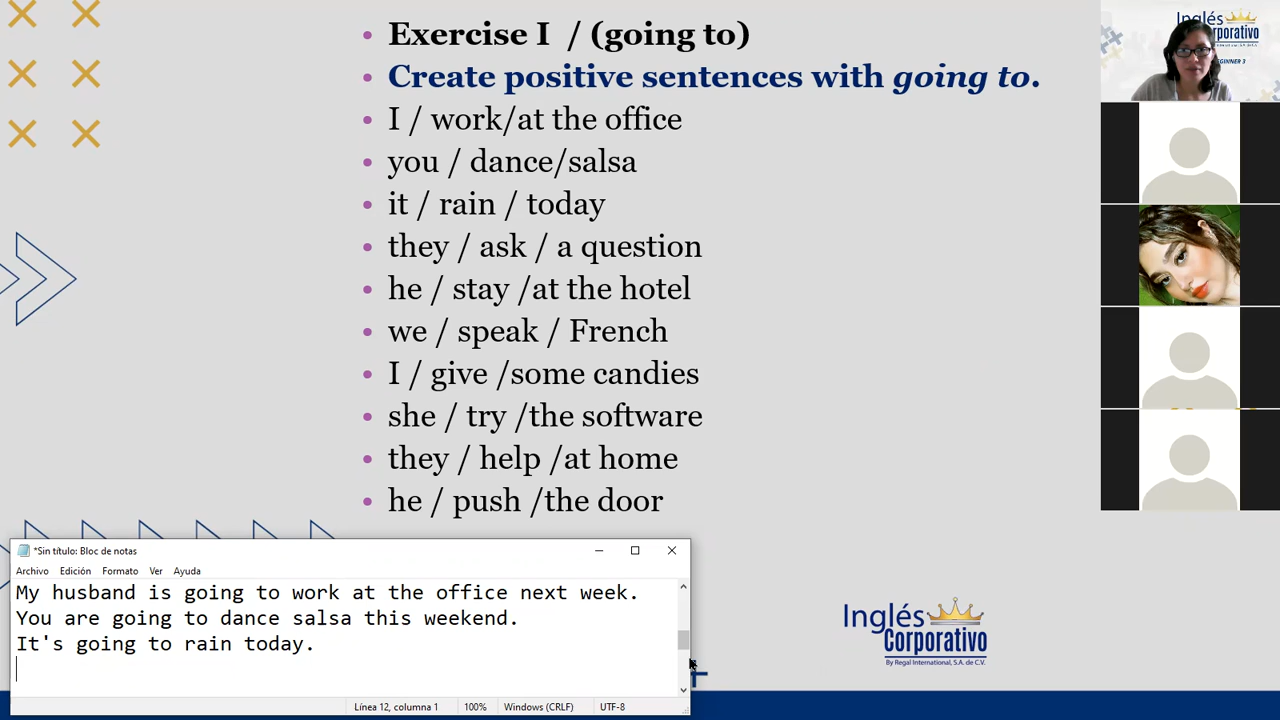 Exercise I / (going to)
Create positive sentences with going to.
I / work/at the office
you / dance/salsa
it / rain / today
they / ask / a question
he / stay /at the hotel
we / speak / French
I / give /some candies
she / try /the software
they / help /at home
he / push /the door
*Sin título: Bloc de notas
Archivo Edición Formato Ver Ayuda
My husband is going to work at the office next week.
You are going to dance salsa this weekend.
It's going to rain today.
Línea 12, columna 1 100% Windows (CRLF) UTF-8
Inglés
Corporativo
By Regal International, S.A. de C.V.
Inglés